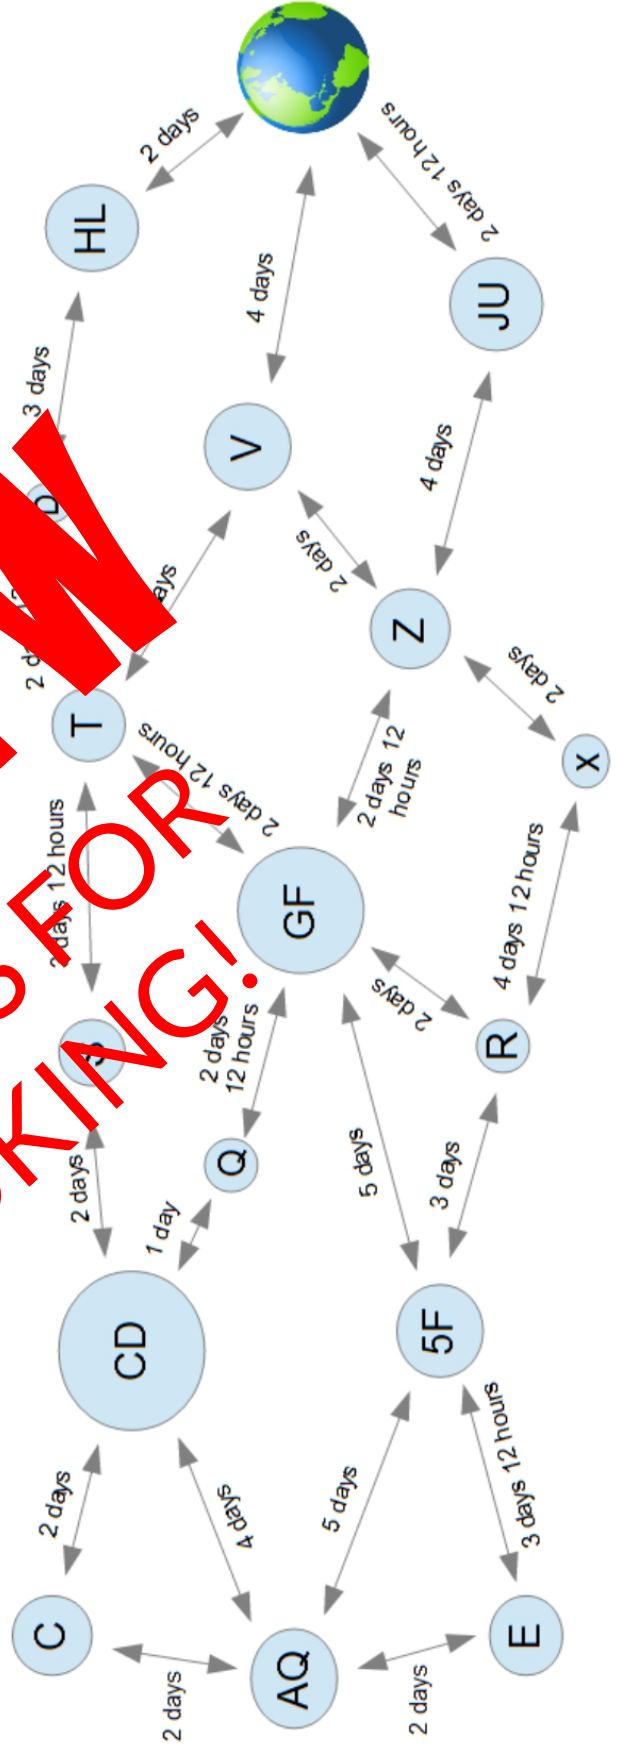 2 days
HL
3 days
D
4 days
2 days 12 hours
JU
V
4 days
2 days
Z
T
2 days 12 hours
2 days 12
hours
2 days
X
2 days 12 hours
GF
4 days 12 hours
S
2 days
12 hours
2 days
R
2 days
Q
1 day
5 days
3 days
CD
5F
2 days
4 days
5 days
3 days 12 hours
C
AQ
E
2 days
2 days
W
FOR
KING!